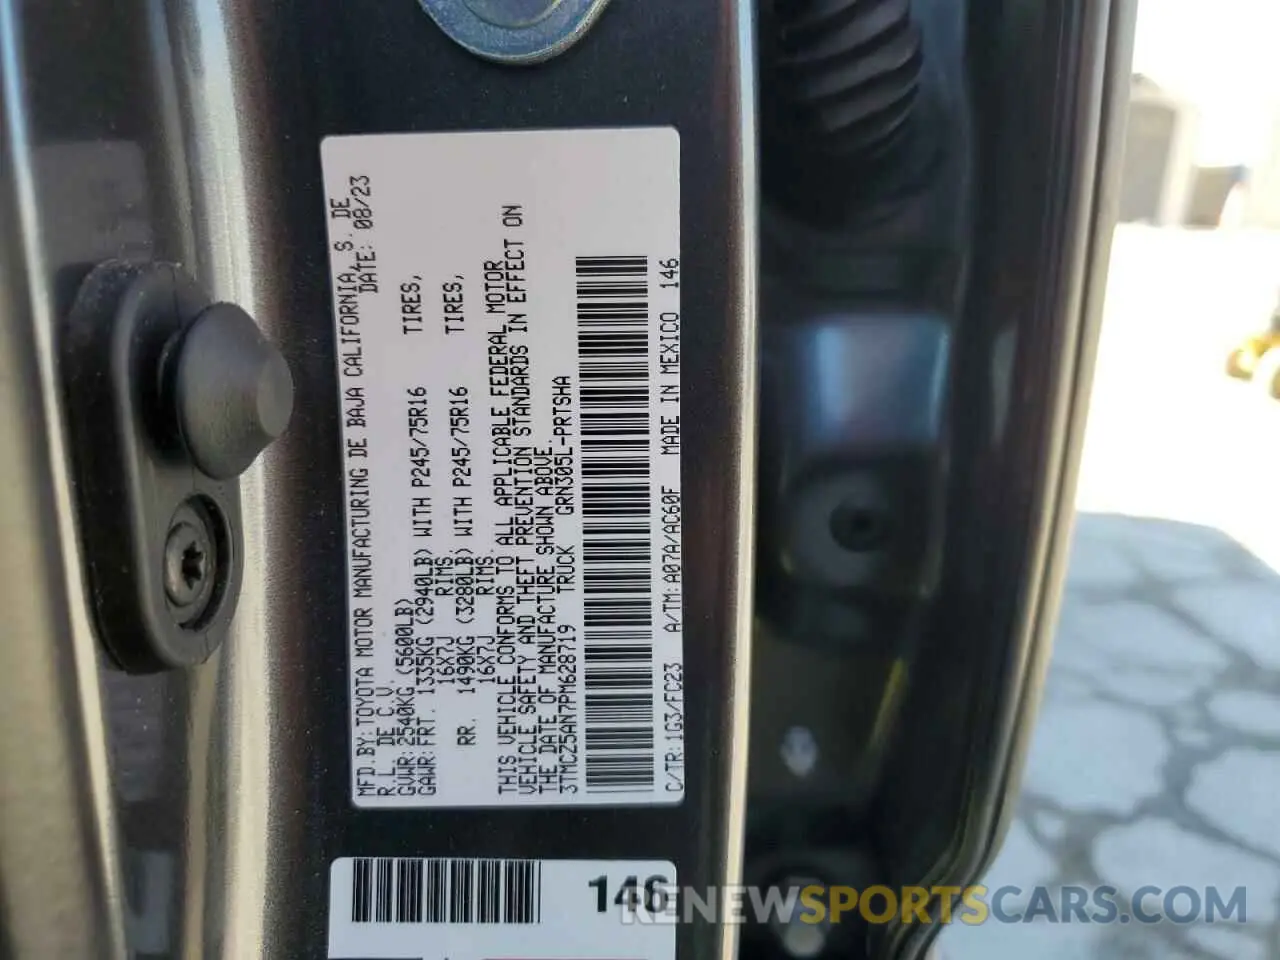 MFD.BY: TOYOTA MOTOR MANUFACTURING DE BAJA CALIFORNIA, S. DE
R.L. DE C.V. DATE: 08/23
GVWR: 2540KG (5600LB)
GAWR: FRT. 1335KG (2940LB) WITH P245/75R16 TIRES,
16X7J RIMS.
RR. 1490KG (3280LB) WITH P245/75R16 TIRES,
16X7J RIMS.
THIS VEHICLE CONFORMS TO ALL APPLICABLE FEDERAL MOTOR
VEHICLE SAFETY AND THEFT PREVENTION STANDARDS IN EFFECT ON
THE DATE OF MANUFACTURE SHOWN ABOVE.
3TMCZ5AN7PM628719 TRUCK GRN305L-PRTSHA
C/TR: 1G3/FC23 A/TM: A07A/AC60F MADE IN MEXICO 146
146
RENEWSPORTSCARS.COM